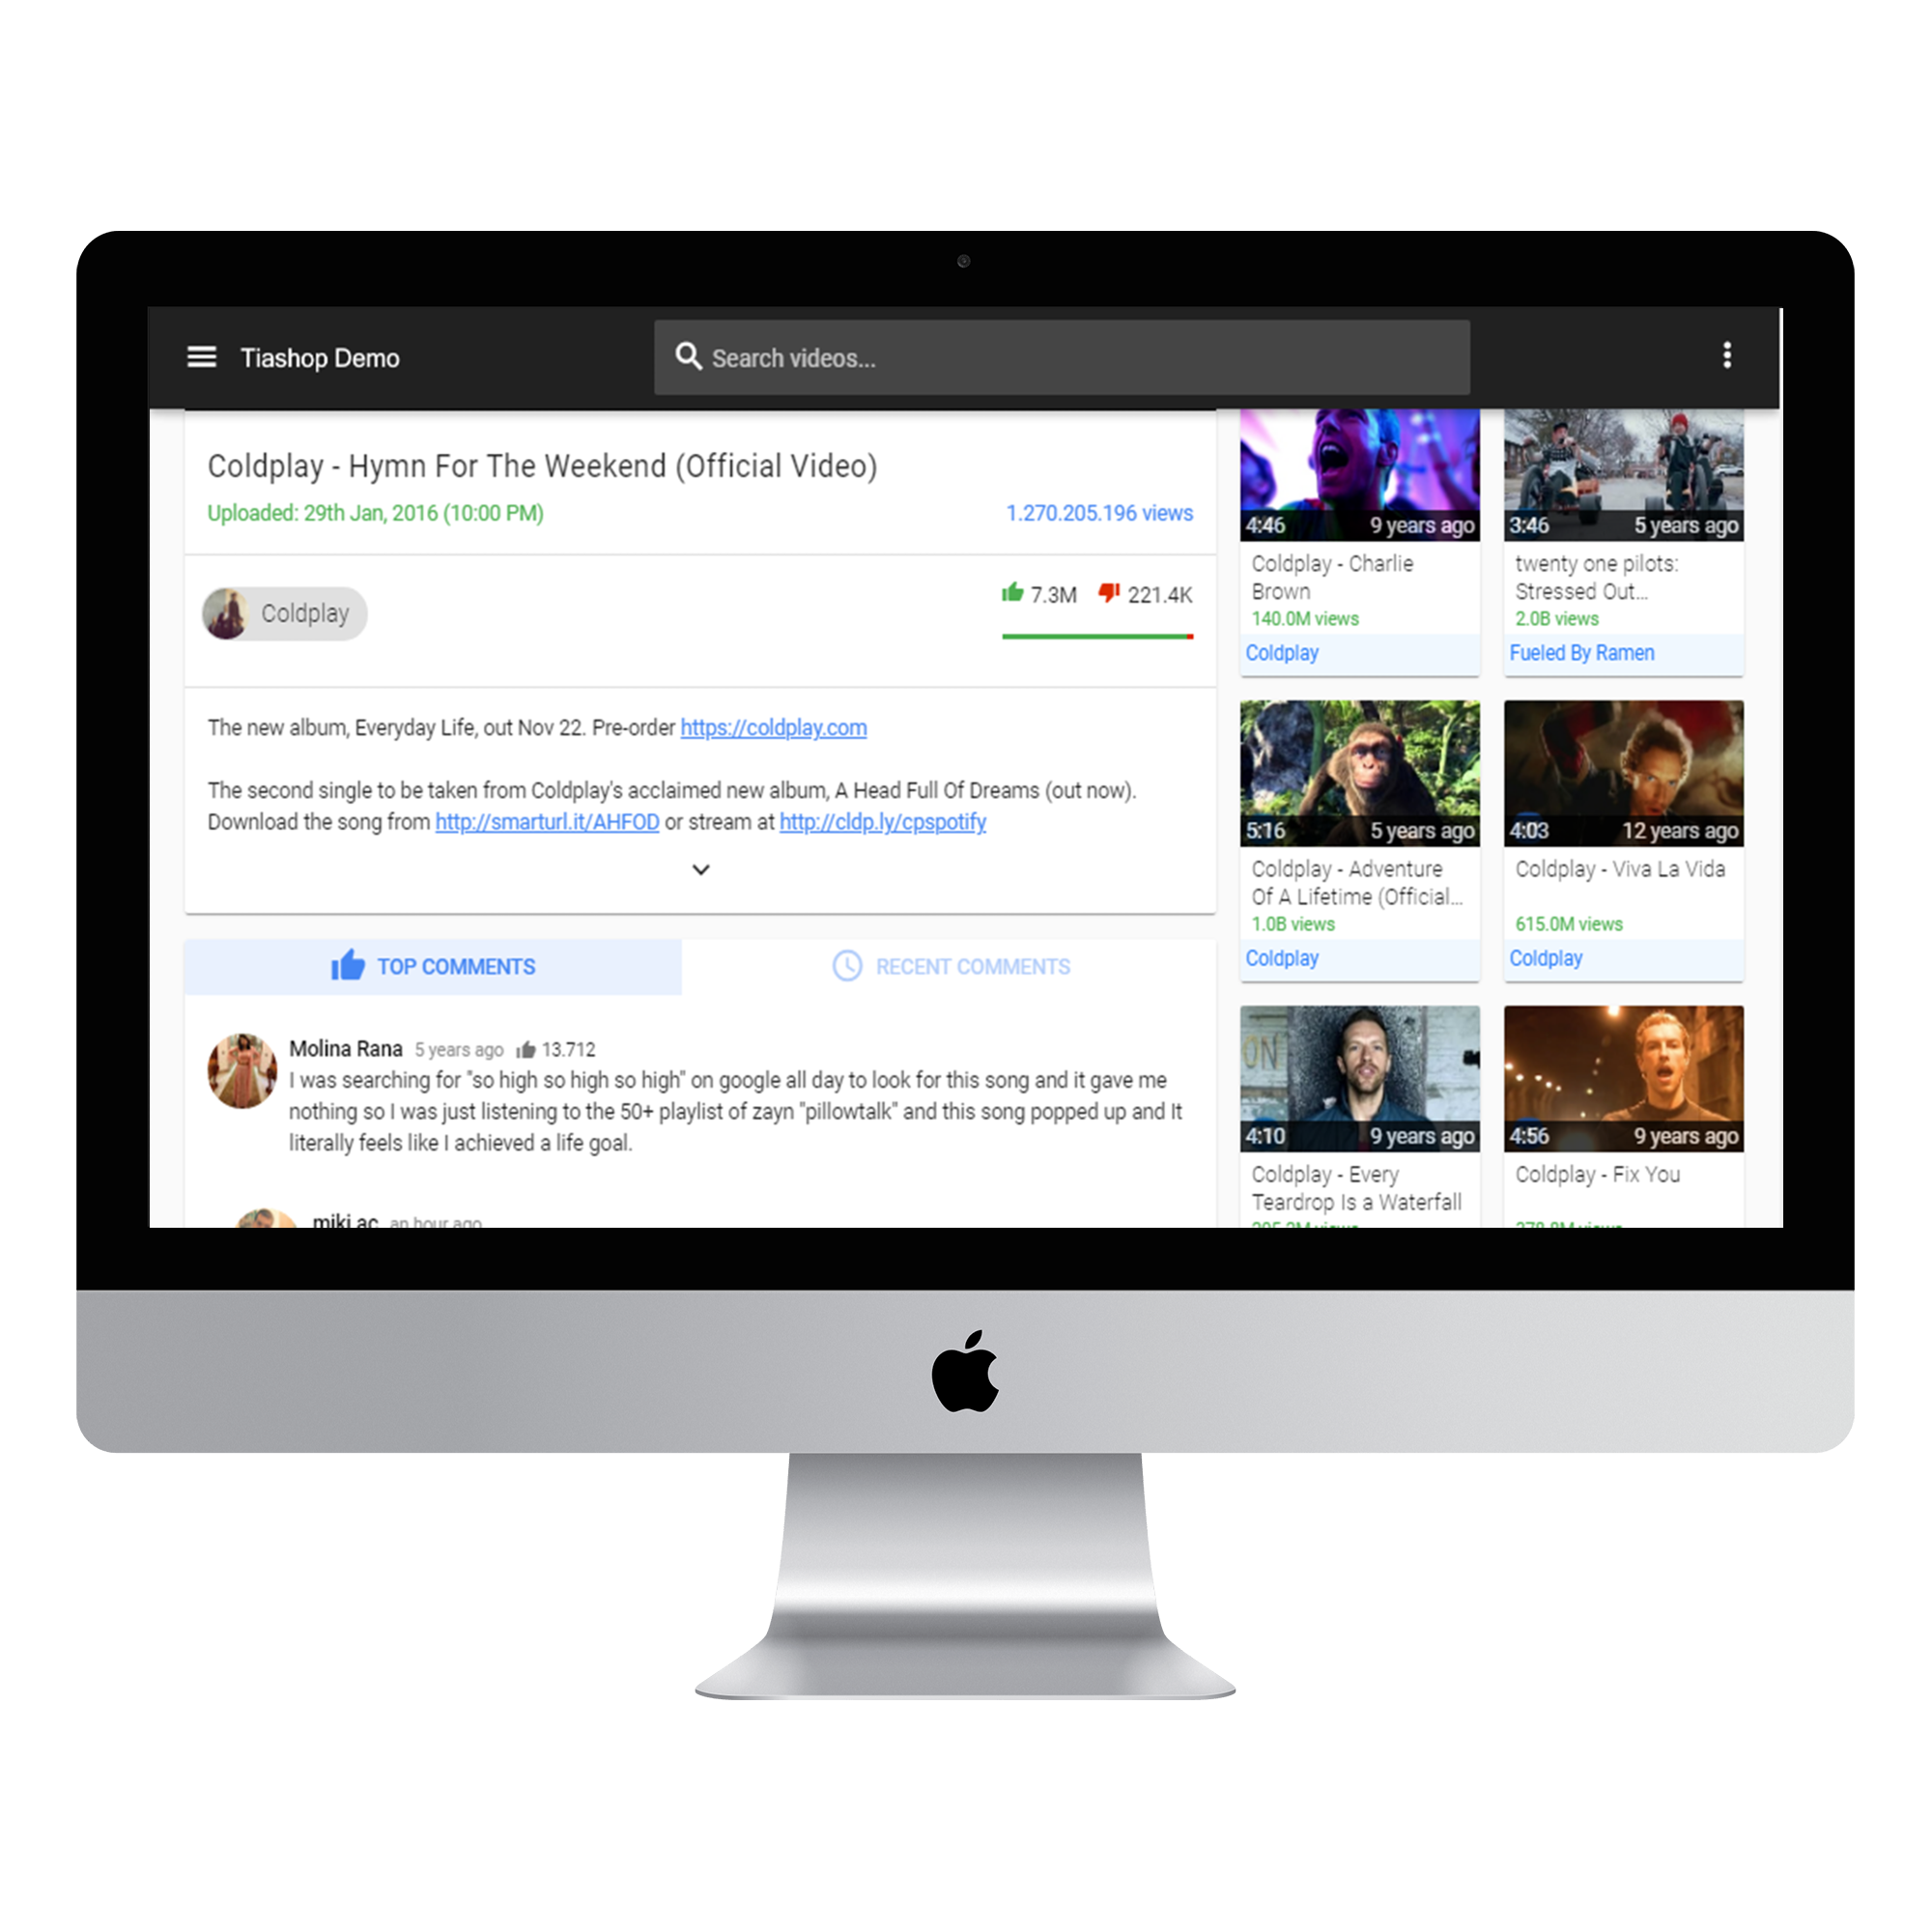 Tiashop Demo
Search videos...
Coldplay - Hymn For The Weekend (Official Video)
Uploaded: 29th Jan, 2016 (10:00 PM)
1.270.205.196 views
Coldplay
7.3M
221.4K
The new album, Everyday Life, out Nov 22. Pre-order https://coldplay.com
The second single to be taken from Coldplay's acclaimed new album, A Head Full Of Dreams (out now).
Download the song from http://smarturl.it/AHFOD or stream at http://cldp.ly/cpspotify
TOP COMMENTS
RECENT COMMENTS
Molina Rana 5 years ago 13.712
I was searching for "so high so high so high" on google all day to look for this song and it gave me
nothing so I was just listening to the 50+ playlist of zayn "pillowtalk" and this song popped up and It
literally feels like I achieved a life goal.
miki ac an hour ago
4:46 9 years ago
Coldplay - Charlie
Brown
140.0M views
Coldplay
3:46 5 years ago
twenty one pilots:
Stressed Out...
2.0B views
Fueled By Ramen
5:16 5 years ago
Coldplay - Adventure
Of A Lifetime (Official...
1.0B views
Coldplay
4:03 12 years ago
Coldplay - Viva La Vida
615.0M views
Coldplay
ON
4:10 9 years ago
Coldplay - Every
Teardrop Is a Waterfall
4:56 9 years ago
Coldplay - Fix You